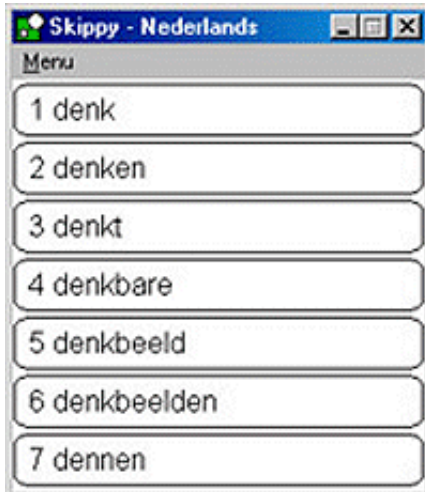 Skippy - Nederlands
Menu
1 denk
2 denken
3 denkt
4 denkbare
5 denkbeeld
6 denkbeelden
7 dennen